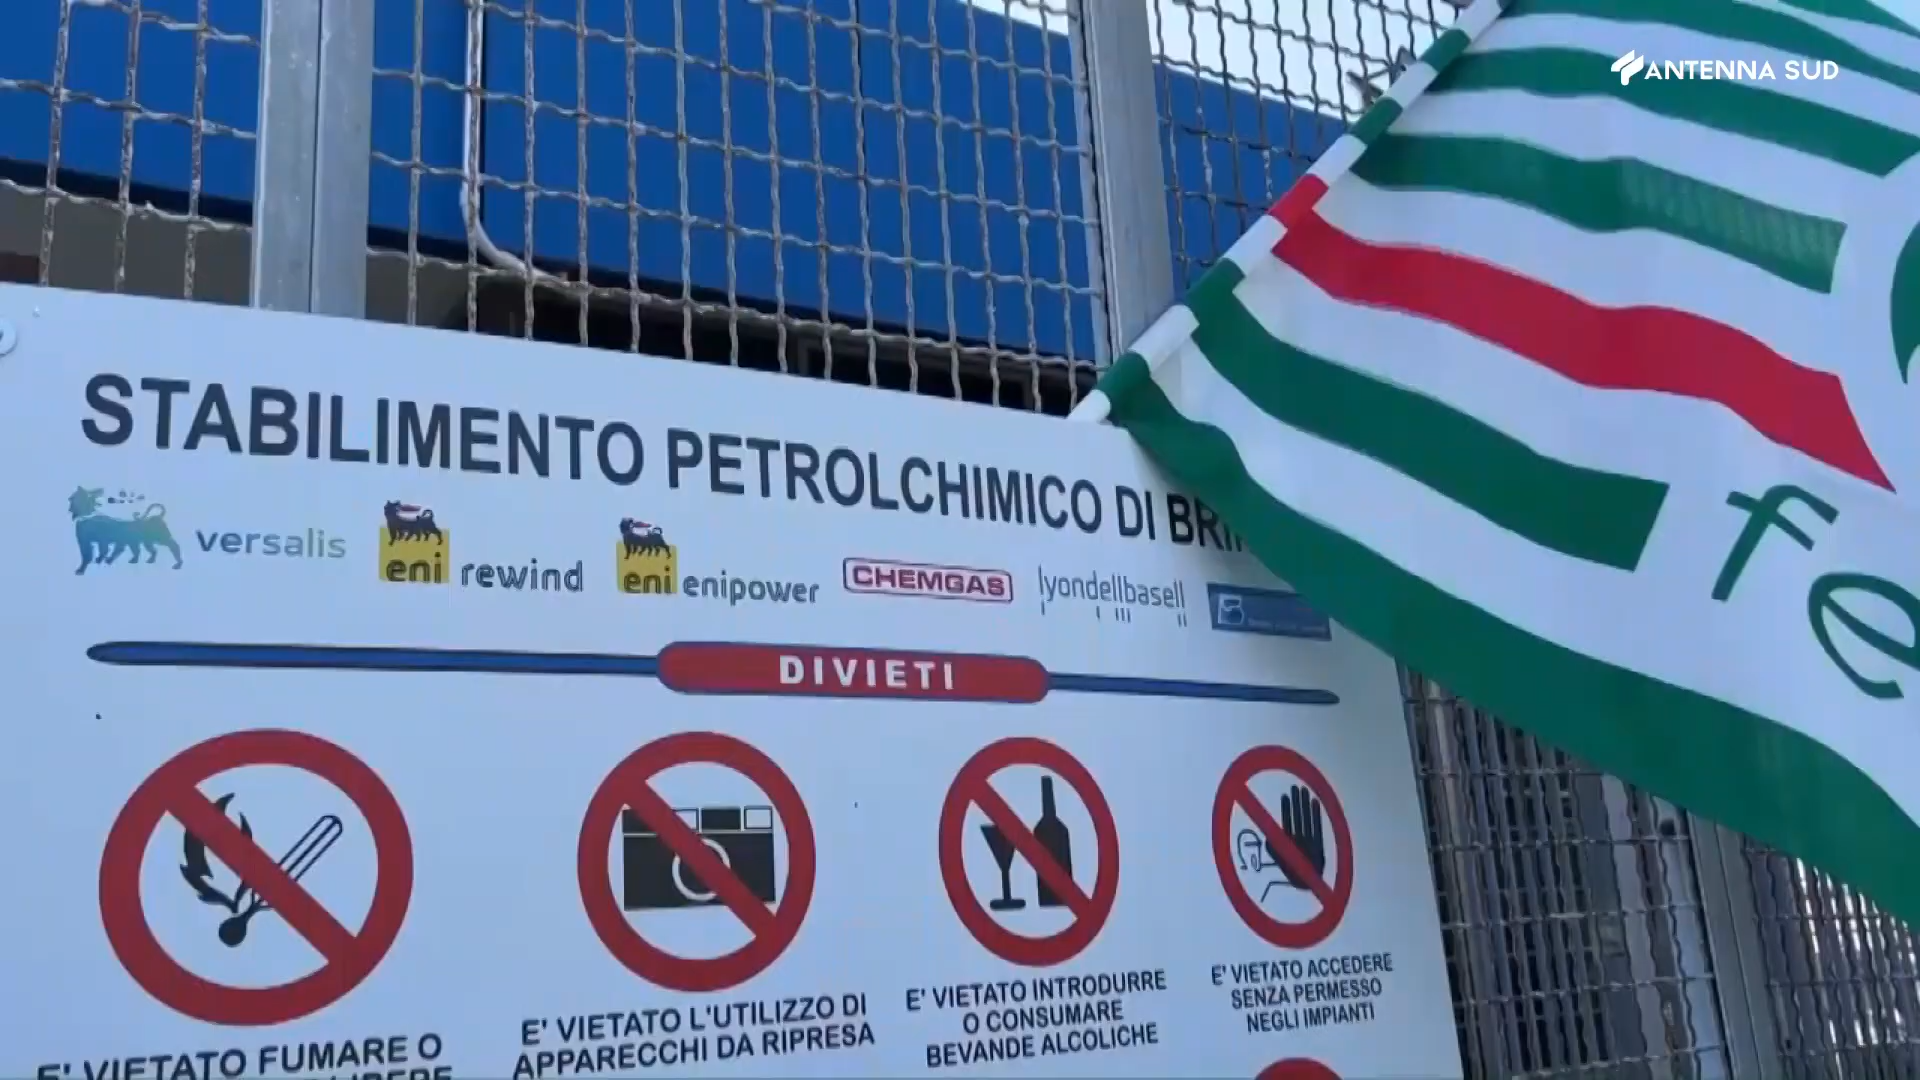 ANTENNA SUD
STABILIMENTO PETROLCHIMICO DI BRI
versalis
eni rewind
eni enipower
CHEMGAS
lyondellbasell
fe
DIVIETI
E' VIETATO FUMARE O
E' VIETATO L'UTILIZZO DI
APPARECCHI DA RIPRESA
E' VIETATO INTRODURRE
O CONSUMARE
BEVANDE ALCOLICHE
E' VIETATO ACCEDERE
SENZA PERMESSO
NEGLI IMPIANTI